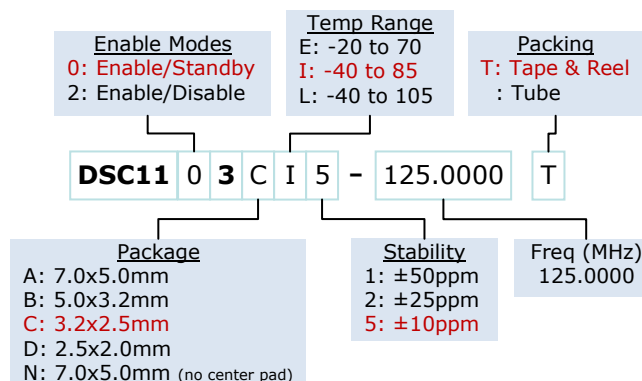 Enable Modes
0: Enable/Standby
2: Enable/Disable
Temp Range
E: -20 to 70
I: -40 to 85
L: -40 to 105
Packing
T: Tape & Reel
: Tube
DSC11 0 3 C I 5 - 125.0000 T
Package
A: 7.0x5.0mm
B: 5.0x3.2mm
C: 3.2x2.5mm
D: 2.5x2.0mm
N: 7.0x5.0mm (no center pad)
Stability
1: ±50ppm
2: ±25ppm
5: ±10ppm
Freq (MHz)
125.0000